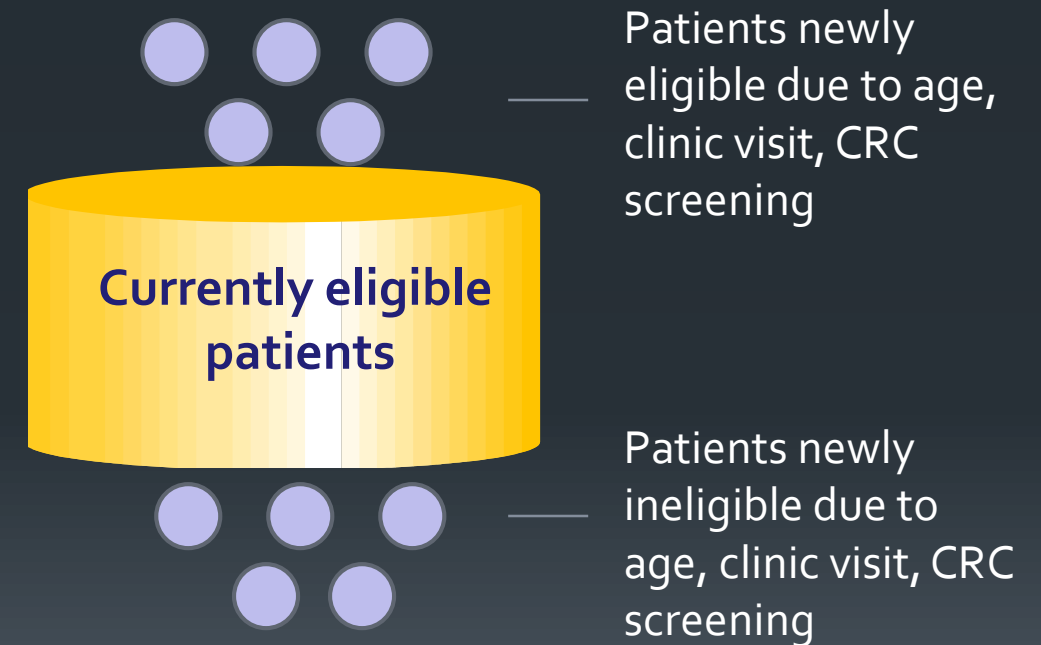 Patients newly
eligible due to age,
clinic visit, CRC
screening
Currently eligible
patients
Patients newly
ineligible due to
age, clinic visit, CRC
screening